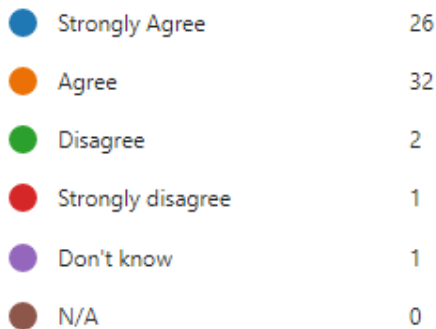 Strongly Agree 26
Agree 32
Disagree 2
Strongly disagree 1
Don't know 1
N/A 0